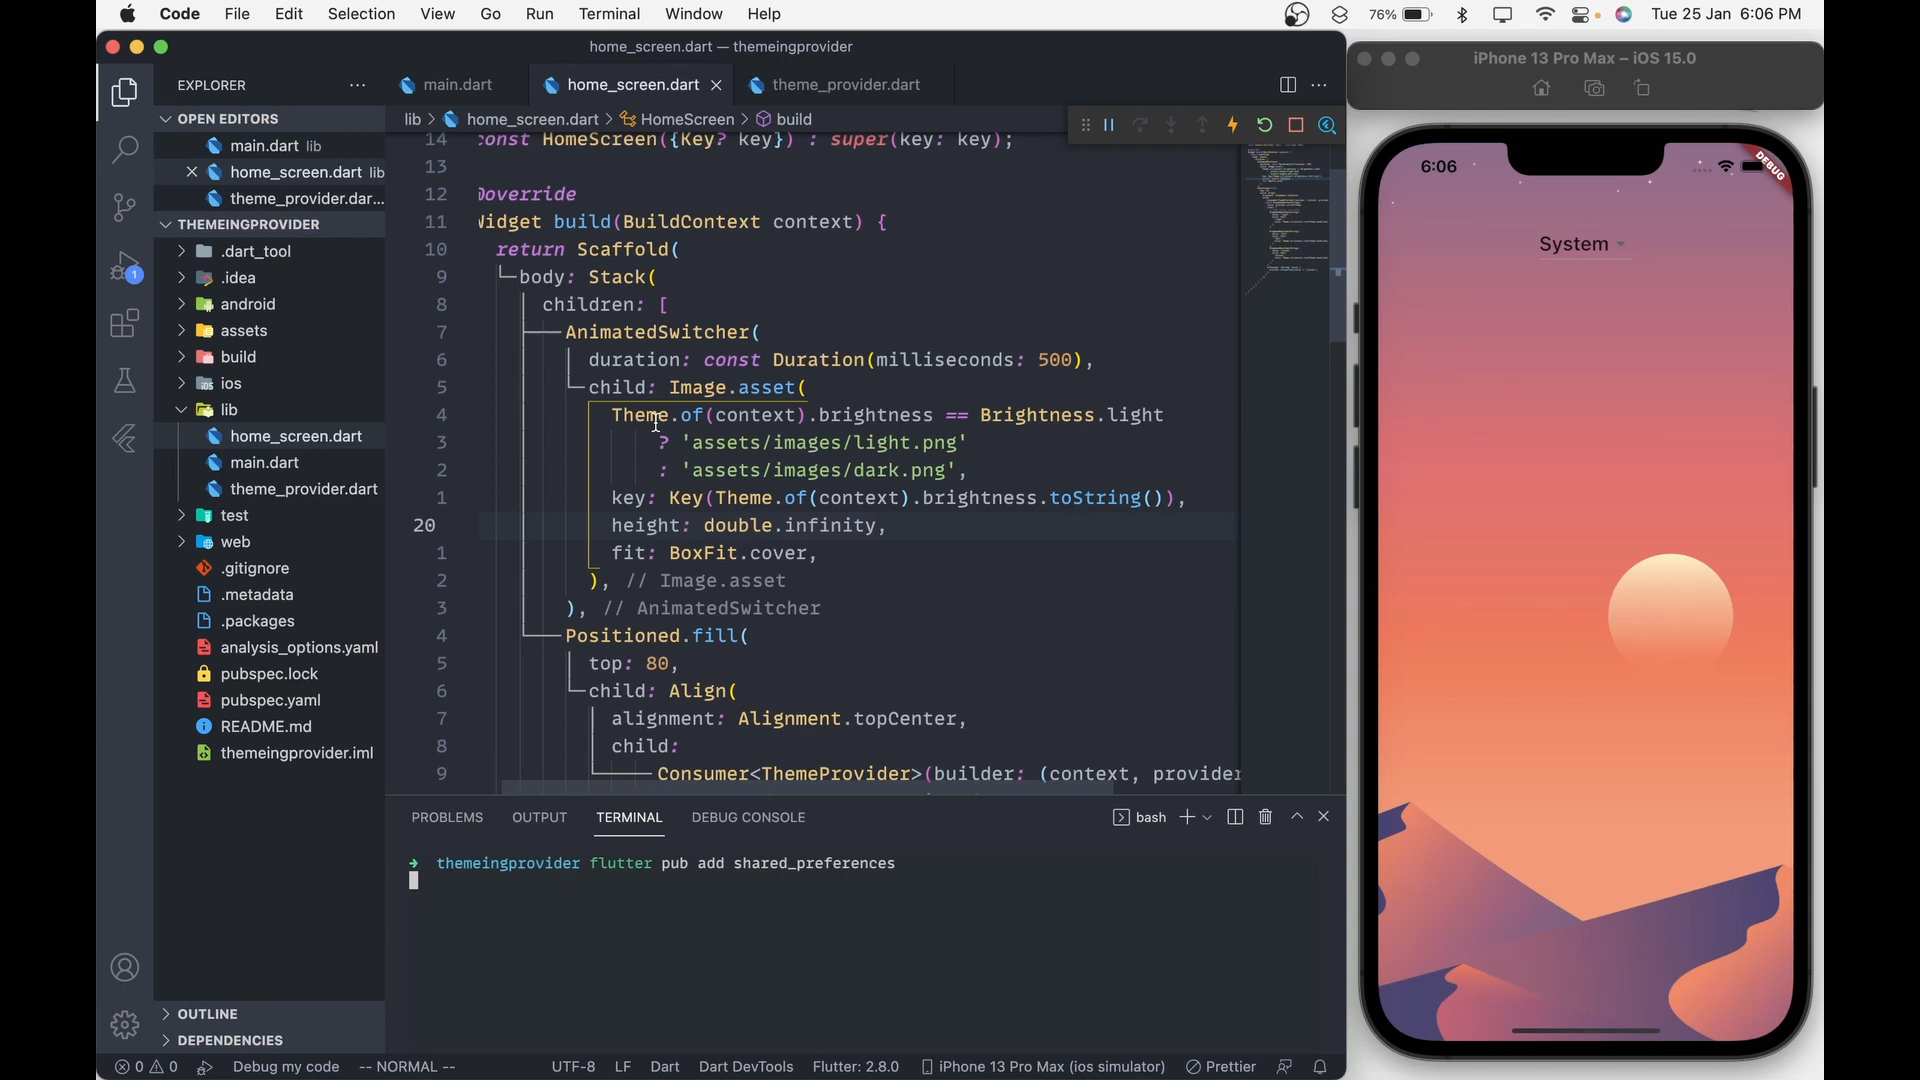 Code File Edit Selection View Go Run Terminal Window Help
76% Tue 25 Jan 6:06 PM
home_screen.dart — themeingprovider
iPhone 13 Pro Max – iOS 15.0
EXPLORER
main.dart home_screen.dart theme_provider.dart
OPEN EDITORS
main.dart lib
home_screen.dart lib
theme_provider.dar...
THEMEINGPROVIDER
.dart_tool
.idea
android
assets
build
ios
lib
home_screen.dart
main.dart
theme_provider.dart
test
web
.gitignore
.metadata
.packages
analysis_options.yaml
pubspec.lock
pubspec.yaml
README.md
themeingprovider.iml
OUTLINE
DEPENDENCIES
1
lib > home_screen.dart > HomeScreen > build
14 const HomeScreen({Key? key}) : super(key: key);
13
12 @override
11 Widget build(BuildContext context) {
10 return Scaffold(
9 body: Stack(
8 children: [
7 AnimatedSwitcher(
6 duration: const Duration(milliseconds: 500),
5 child: Image.asset(
4 Theme.of(context).brightness == Brightness.light
3 ? 'assets/images/light.png'
2 : 'assets/images/dark.png',
1 key: Key(Theme.of(context).brightness.toString()),
20 height: double.infinity,
1 fit: BoxFit.cover,
2 ), // Image.asset
3 ), // AnimatedSwitcher
4 Positioned.fill(
5 top: 80,
6 child: Align(
7 alignment: Alignment.topCenter,
8 child:
9 Consumer<ThemeProvider>(builder: (context, provider
PROBLEMS OUTPUT TERMINAL DEBUG CONSOLE
bash
themeingprovider flutter pub add shared_preferences
0 0 Debug my code -- NORMAL -- UTF-8 LF Dart Dart DevTools Flutter: 2.8.0 iPhone 13 Pro Max (ios simulator) Prettier
6:06
DEBUG
System